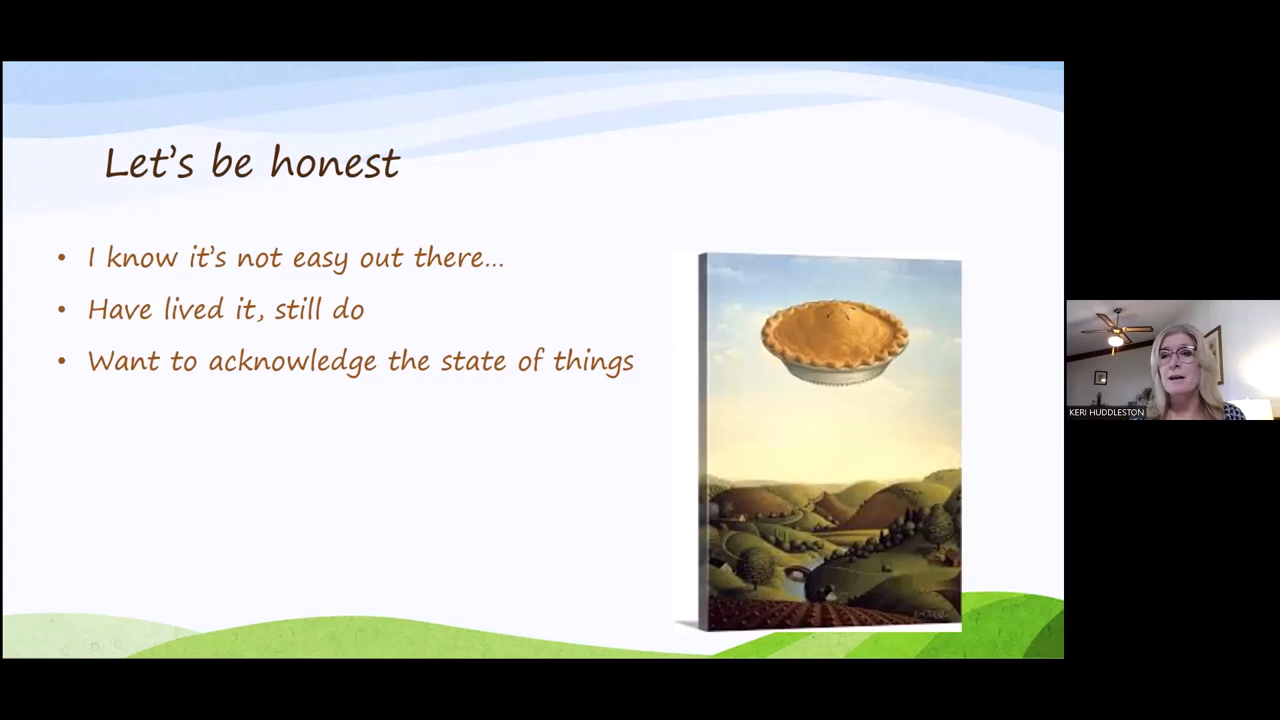 Let's be honest
• I know it's not easy out there...
• Have lived it, still do
• Want to acknowledge the state of things
KERI HUDDLESTON